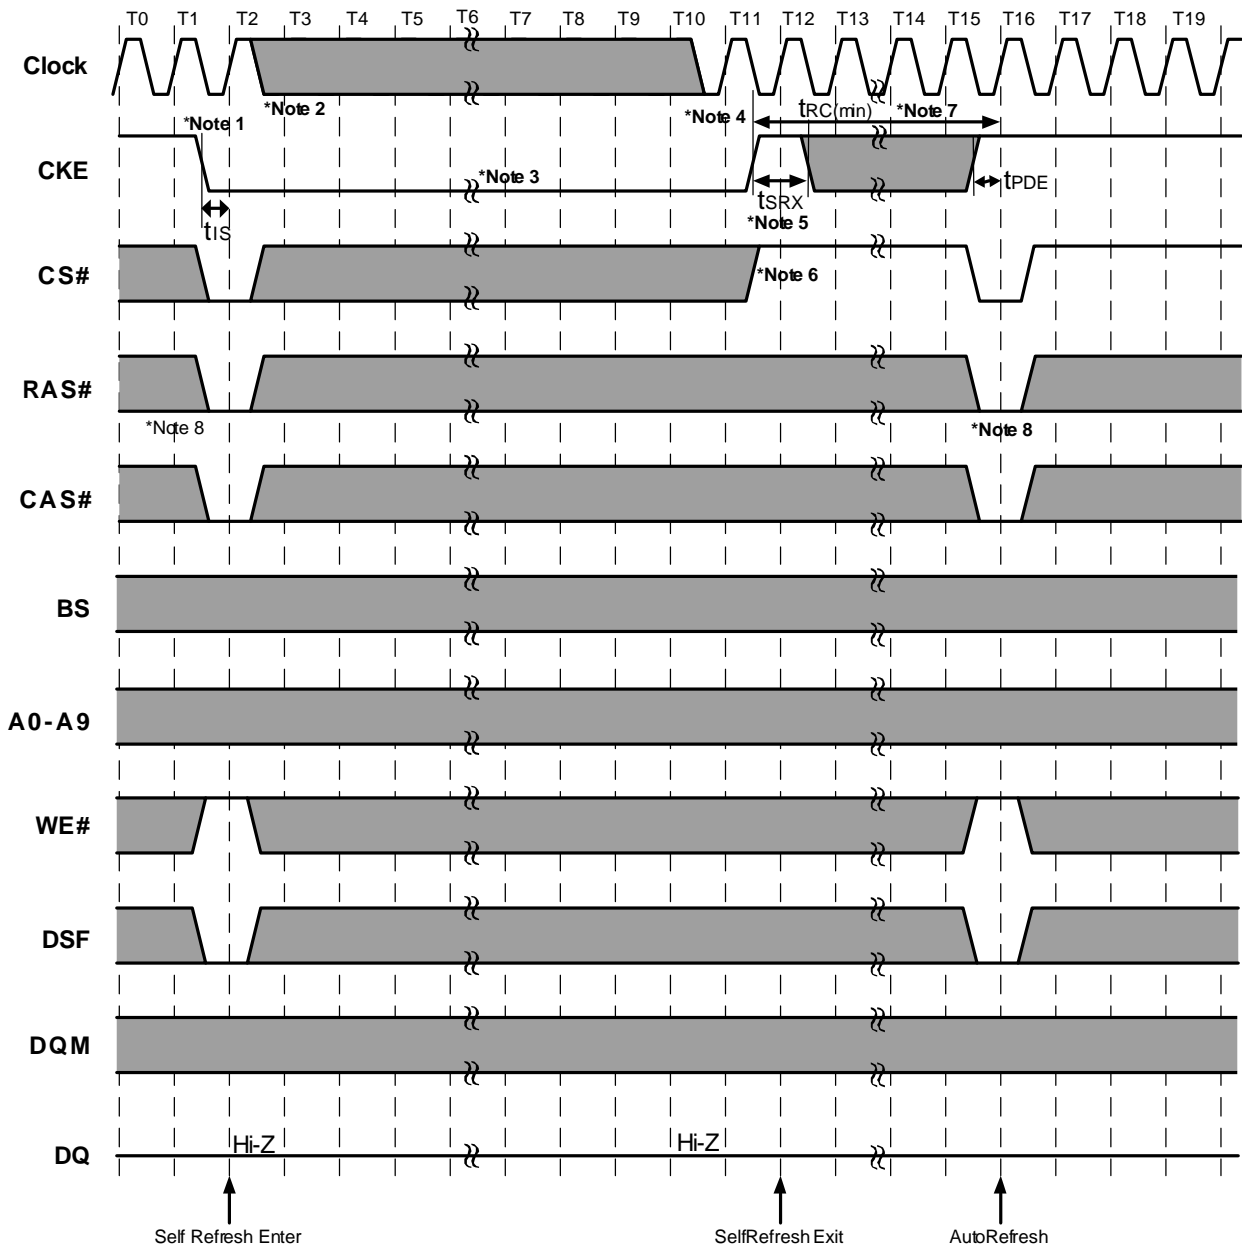 T0 T1 T2 T3 T4 T5 T6 T7 T8 T9 T10 T11 T12 T13 T14 T15 T16 T17 T18 T19
Clock
*Note 2
*Note 1
*Note 4
tRC(min)
*Note 7
CKE
*Note 3
tSRX
tPDE
*Note 5
tIS
CS#
*Note 6
RAS#
*Note 8
*Note 8
CAS#
BS
A0-A9
WE#
DSF
DQM
DQ
Hi-Z
Hi-Z
Self Refresh Enter
SelfRefresh Exit
AutoRefresh